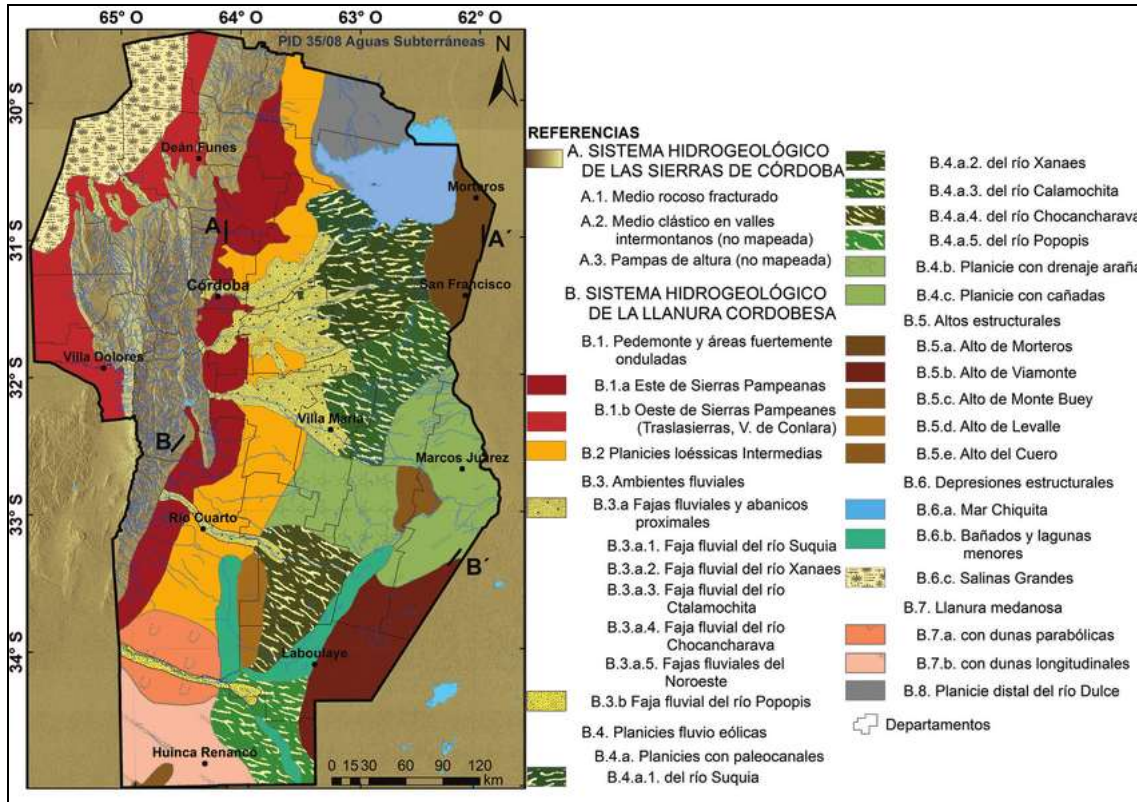 65° O 64° O 63° O 62° O
PID 35/08 Aguas Subterráneas
N
30° S
31° S
32° S
33° S
34° S
Deán Funes
Morteros
A A´
Córdoba
San Francisco
Villa Dolores
Villa María
B
Marcos Juárez
Río Cuarto
B´
Laboulaye
Huinca Renancó
0 15 30 60 90 120
km
REFERENCIAS
A. SISTEMA HIDROGEOLÓGICO
DE LAS SIERRAS DE CÓRDOBA
A.1. Medio rocoso fracturado
A.2. Medio clástico en valles
intermontanos (no mapeada)
A.3. Pampas de altura (no mapeada)
B. SISTEMA HIDROGEOLÓGICO
DE LA LLANURA CORDOBESA
B.1. Pedemonte y áreas fuertemente
onduladas
B.1.a Este de Sierras Pampeanas
B.1.b Oeste de Sierras Pampeanes
(Traslasierras, V. de Conlara)
B.2 Planicies loéssicas Intermedias
B.3. Ambientes fluviales
B.3.a Fajas fluviales y abanicos
proximales
B.3.a.1. Faja fluvial del río Suquia
B.3.a.2. Faja fluvial del río Xanaes
B.3.a.3. Faja fluvial del río
Ctalamochita
B.3.a.4. Faja fluvial del río
Chocancharava
B.3.a.5. Fajas fluviales del
Noroeste
B.3.b Faja fluvial del río Popopis
B.4. Planicies fluvio eólicas
B.4.a. Planicies con paleocanales
B.4.a.1. del río Suquia
B.4.a.2. del río Xanaes
B.4.a.3. del río Calamochita
B.4.a.4. del río Chocancharava
B.4.a.5. del río Popopis
B.4.b. Planicie con drenaje araña
B.4.c. Planicie con cañadas
B.5. Altos estructurales
B.5.a. Alto de Morteros
B.5.b. Alto de Viamonte
B.5.c. Alto de Monte Buey
B.5.d. Alto de Levalle
B.5.e. Alto del Cuero
B.6. Depresiones estructurales
B.6.a. Mar Chiquita
B.6.b. Bañados y lagunas
menores
B.6.c. Salinas Grandes
B.7. Llanura medanosa
B.7.a. con dunas parabólicas
B.7.b. con dunas longitudinales
B.8. Planicie distal del río Dulce
Departamentos